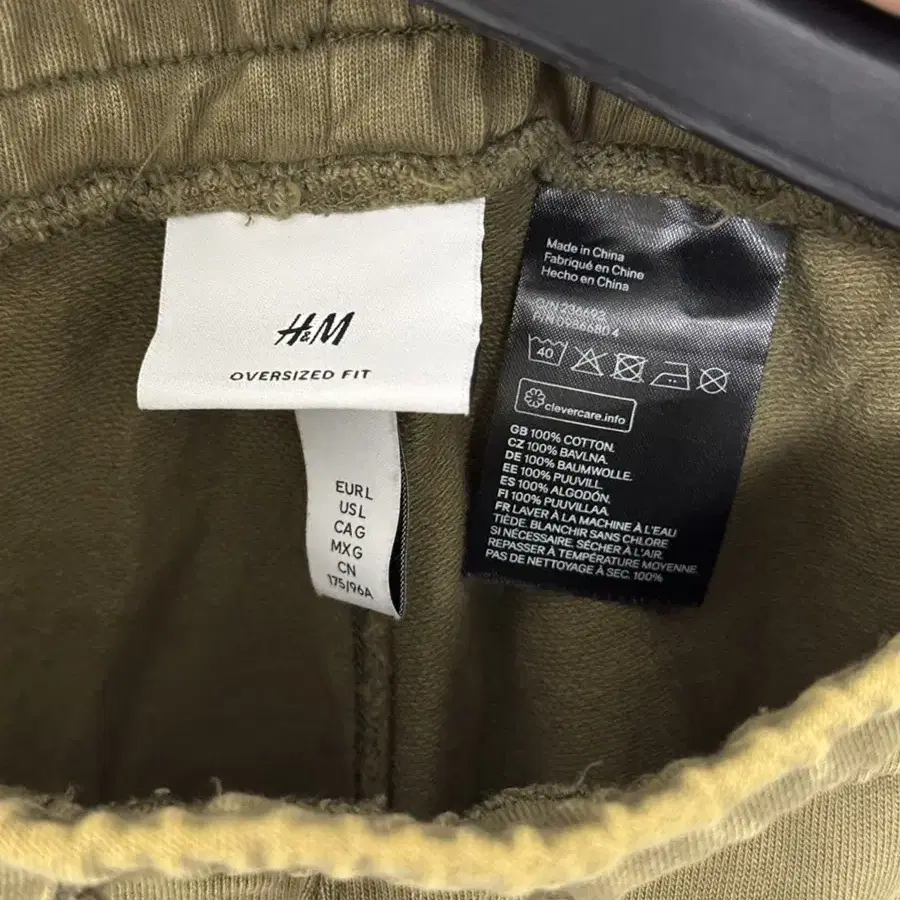 H&M
OVERSIZED FIT
EUR L
US L
CA G
MX G
CN
175/96A
Made in China
Fabriqué en Chine
Hecho en China
40
clevercare.info
GB 100% COTTON.
CZ 100% BAVLNA.
DE 100% BAUMWOLLE.
EE 100% PUUVILL.
ES 100% ALGODÓN.
FI 100% PUUVILLAA.
FR LAVER À LA MACHINE À L'EAU
TIÈDE. BLANCHIR SANS CHLORE
SI NÉCESSAIRE. SÉCHER À L'AIR.
REPASSER À TEMPÉRATURE MOYENNE.
PAS DE NETTOYAGE À SEC. 100%